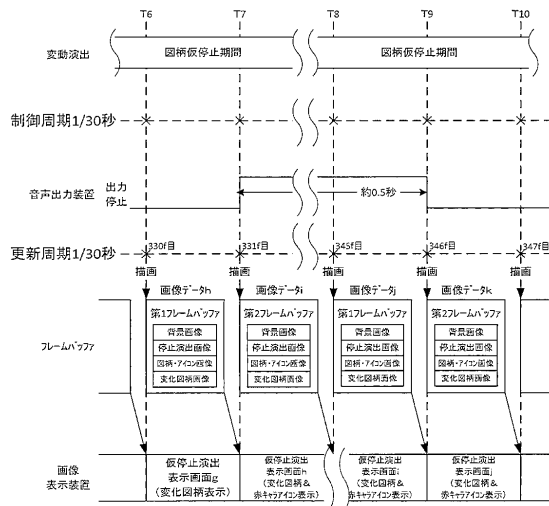 T6 T7 T8 T9 T10
変動演出 図柄仮停止期間 図柄仮停止期間
制御周期1/30秒
音声出力装置 出力 停止 約0.5秒
更新周期1/30秒 330f目 331f目 345f目 346f目 347f目
描画 描画 描画 描画 描画
画像データh 画像データi 画像データj 画像データk
フレームバッファ
第1フレームバッファ 第2フレームバッファ 第1フレームバッファ 第2フレームバッファ
背景画像 背景画像 背景画像 背景画像
停止演出画像 停止演出画像 停止演出画像 停止演出画像
図柄・アイコン画像 図柄・アイコン画像 図柄・アイコン画像 図柄・アイコン画像
変化図柄画像 変化図柄画像 変化図柄画像 変化図柄画像
画像
表示装置
仮停止演出 仮停止演出 仮停止演出 仮停止演出
表示画面g 表示画面h 表示画面i 表示画面j
(変化図柄表示) (変化図柄& (変化図柄& (変化図柄&
赤キャラアイコン表示) 赤キャラアイコン表示) 赤キャラアイコン表示)